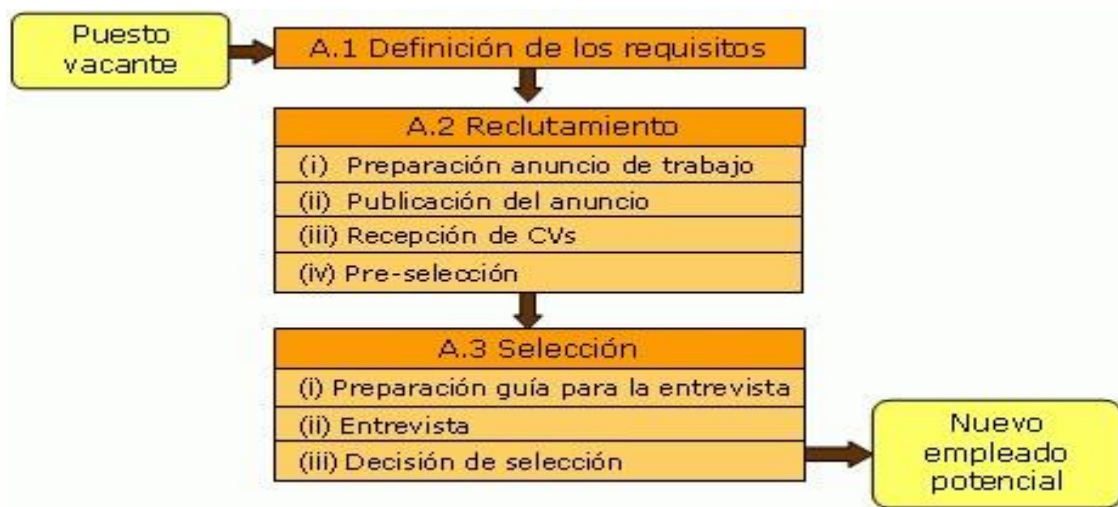 Puesto
vacante
A.1 Definición de los requisitos
A.2 Reclutamiento
(i) Preparación anuncio de trabajo
(ii) Publicación del anuncio
(iii) Recepción de CVs
(iv) Pre-selección
A.3 Selección
(i) Preparación guía para la entrevista
(ii) Entrevista
(iii) Decisión de selección
Nuevo
empleado
potencial